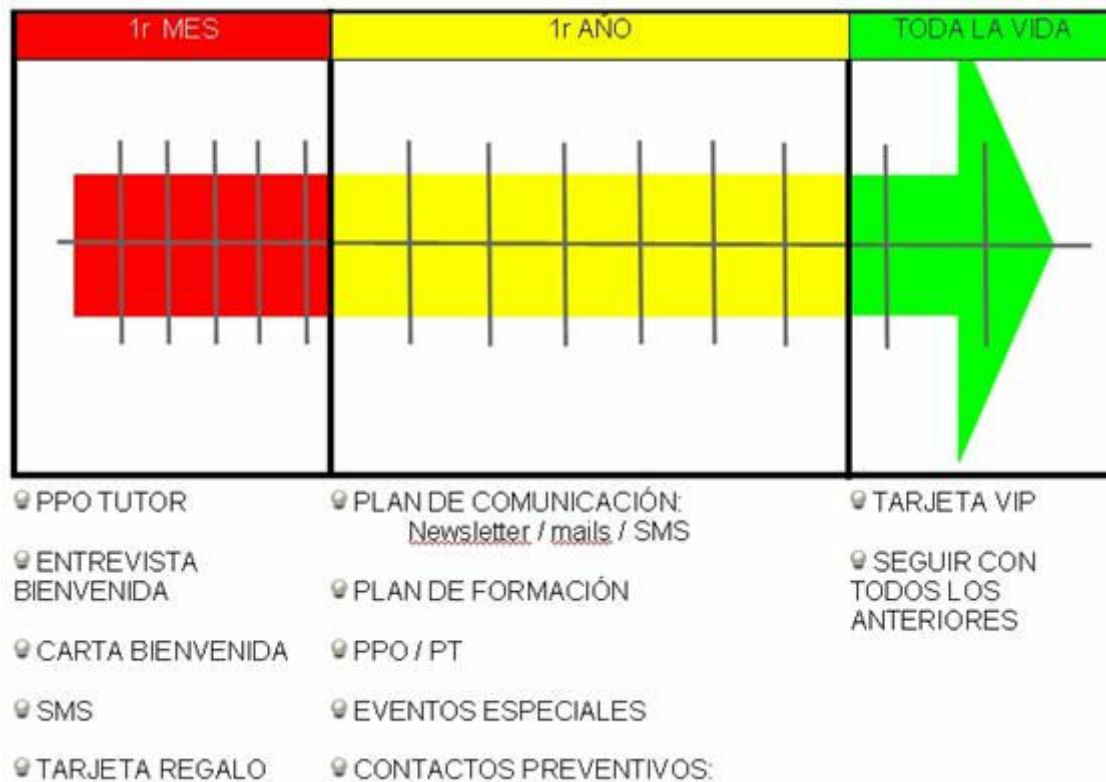 1r MES
1r AÑO
TODA LA VIDA
PPO TUTOR
ENTREVISTA
BIENVENIDA
CARTA BIENVENIDA
SMS
TARJETA REGALO
PLAN DE COMUNICACIÓN:
Newsletter / mails / SMS
PLAN DE FORMACIÓN
PPO / PT
EVENTOS ESPECIALES
CONTACTOS PREVENTIVOS:
TARJETA VIP
SEGUIR CON
TODOS LOS
ANTERIORES